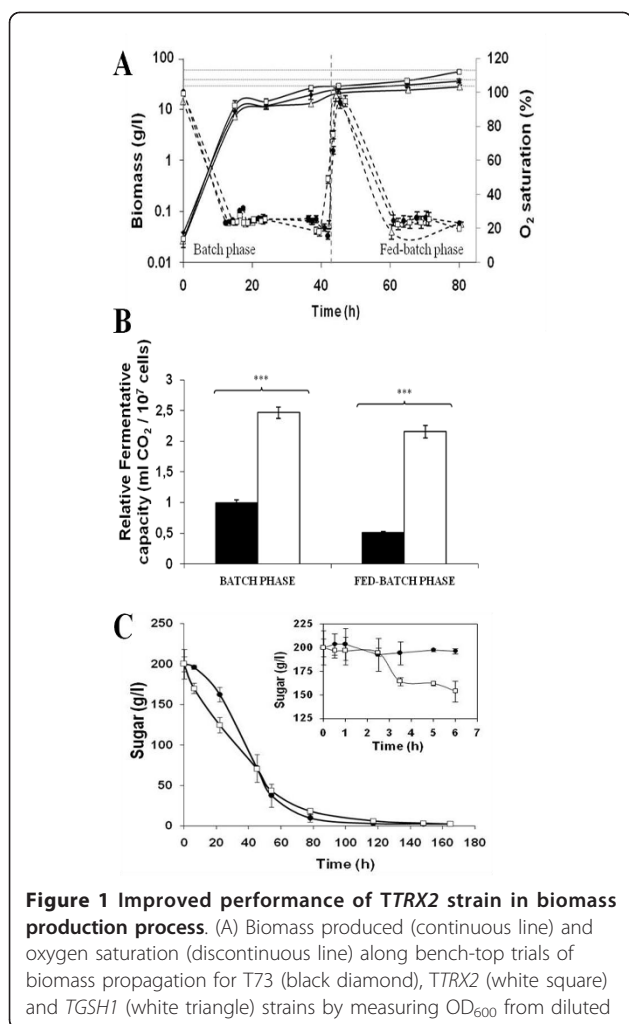 A
Biomass (g/l)
100
10
1
0.1
0.01
O₂ saturation (%)
120
100
80
60
40
20
0
Batch phase
Fed-batch phase
0 20 40 60 80
Time (h)
B
Relative Fermentative
capacity (ml CO₂ / 10⁷ cells)
3
2,5
2
1,5
1
0,5
0
***
***
BATCH PHASE
FED-BATCH PHASE
C
Sugar (g/l)
250
200
150
100
50
0
0 20 40 60 80 100 120 140 160 180
Time (h)
Sugar (g/l)
225
200
175
150
125
0 1 2 3 4 5 6 7
Time (h)
Figure 1 Improved performance of TTRX2 strain in biomass
production process. (A) Biomass produced (continuous line) and
oxygen saturation (discontinuous line) along bench-top trials of
biomass propagation for T73 (black diamond), TTRX2 (white square)
and TGSH1 (white triangle) strains by measuring OD₆₀₀ from diluted